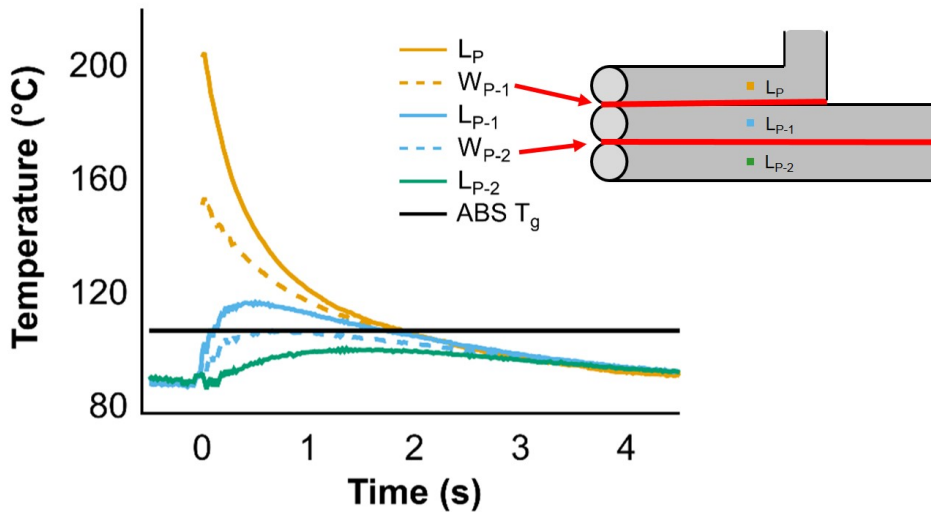 Temperature (°C)
200
160
120
80
0 1 2 3 4
Time (s)
L_P
W_P-1
L_P-1
W_P-2
L_P-2
ABS T_g
L_P
L_P-1
L_P-2